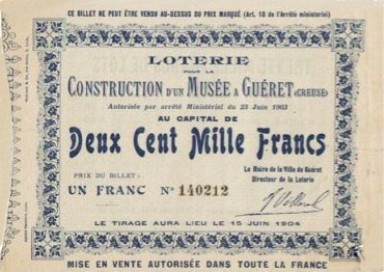 CE BILLET NE PEUT ÊTRE VENDU AU-DESSUS DU PRIX MARQUÉ (Art. 10 de l'Arrêté ministériel)
LOTERIE
POUR LA
CONSTRUCTION D'UN MUSÉE A GUÉRET (CREUSE)
Autorisée par arrêté Ministériel du 23 Juin 1902
AU CAPITAL DE
Deux Cent Mille Francs
PRIX DU BILLET:
UN FRANC No 140212
Le Maire de la Ville de Guéret
Directeur de la Loterie
LE TIRAGE AURA LIEU LE 15 JUIN 1904
MISE EN VENTE AUTORISÉE DANS TOUTE LA FRANCE